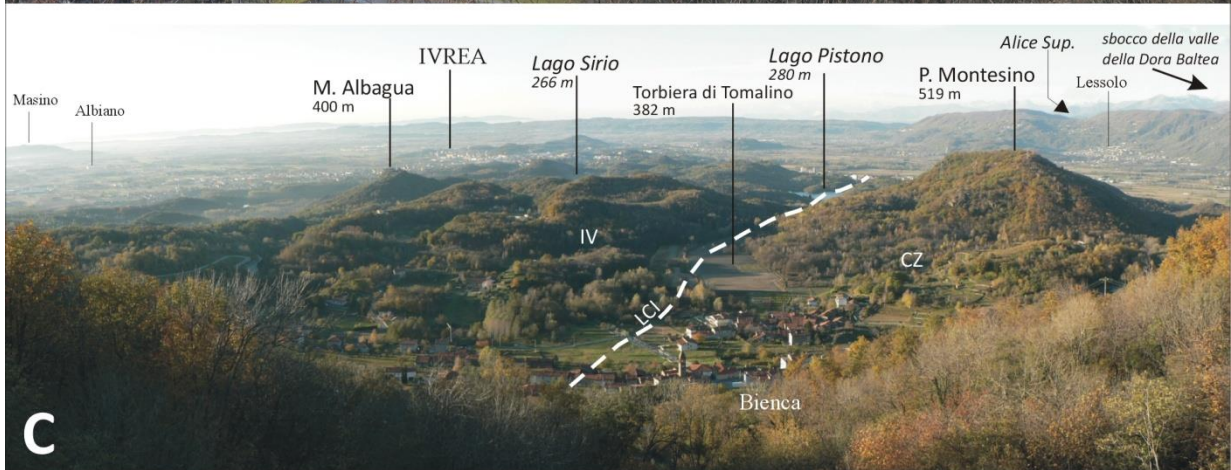 Masino
Albiano
M. Albagua
400 m
IVREA
Lago Sirio
266 m
Torbiera di Tomalino
382 m
Lago Pistono
280 m
P. Montesino
519 m
Alice Sup.
Lessolo
sbocco della valle
della Dora Baltea
IV
CZ
LCI
Bienca
C